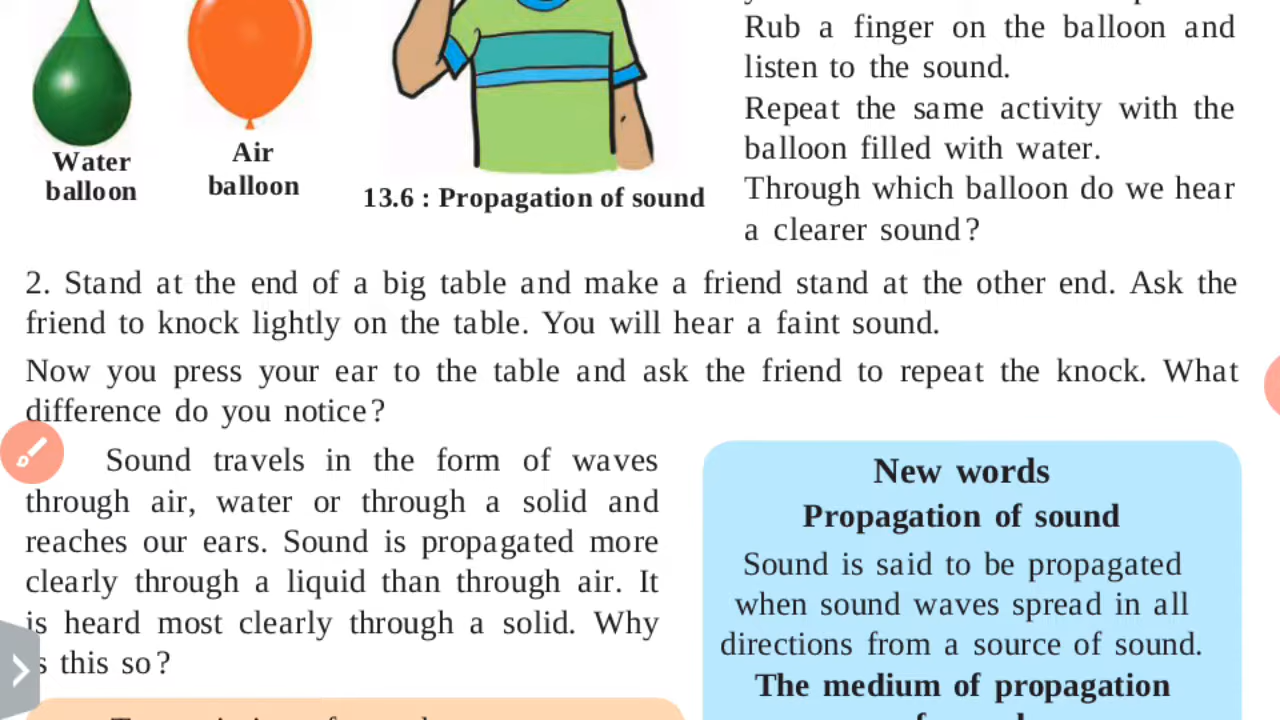 Rub a finger on the balloon and
listen to the sound.
Repeat the same activity with the
balloon filled with water.
Through which balloon do we hear
a clearer sound?
Water
balloon
Air
balloon
13.6 : Propagation of sound
2. Stand at the end of a big table and make a friend stand at the other end. Ask the
friend to knock lightly on the table. You will hear a faint sound.
Now you press your ear to the table and ask the friend to repeat the knock. What
difference do you notice?
Sound travels in the form of waves
through air, water or through a solid and
reaches our ears. Sound is propagated more
clearly through a liquid than through air. It
is heard most clearly through a solid. Why
is this so?
New words
Propagation of sound
Sound is said to be propagated
when sound waves spread in all
directions from a source of sound.
The medium of propagation